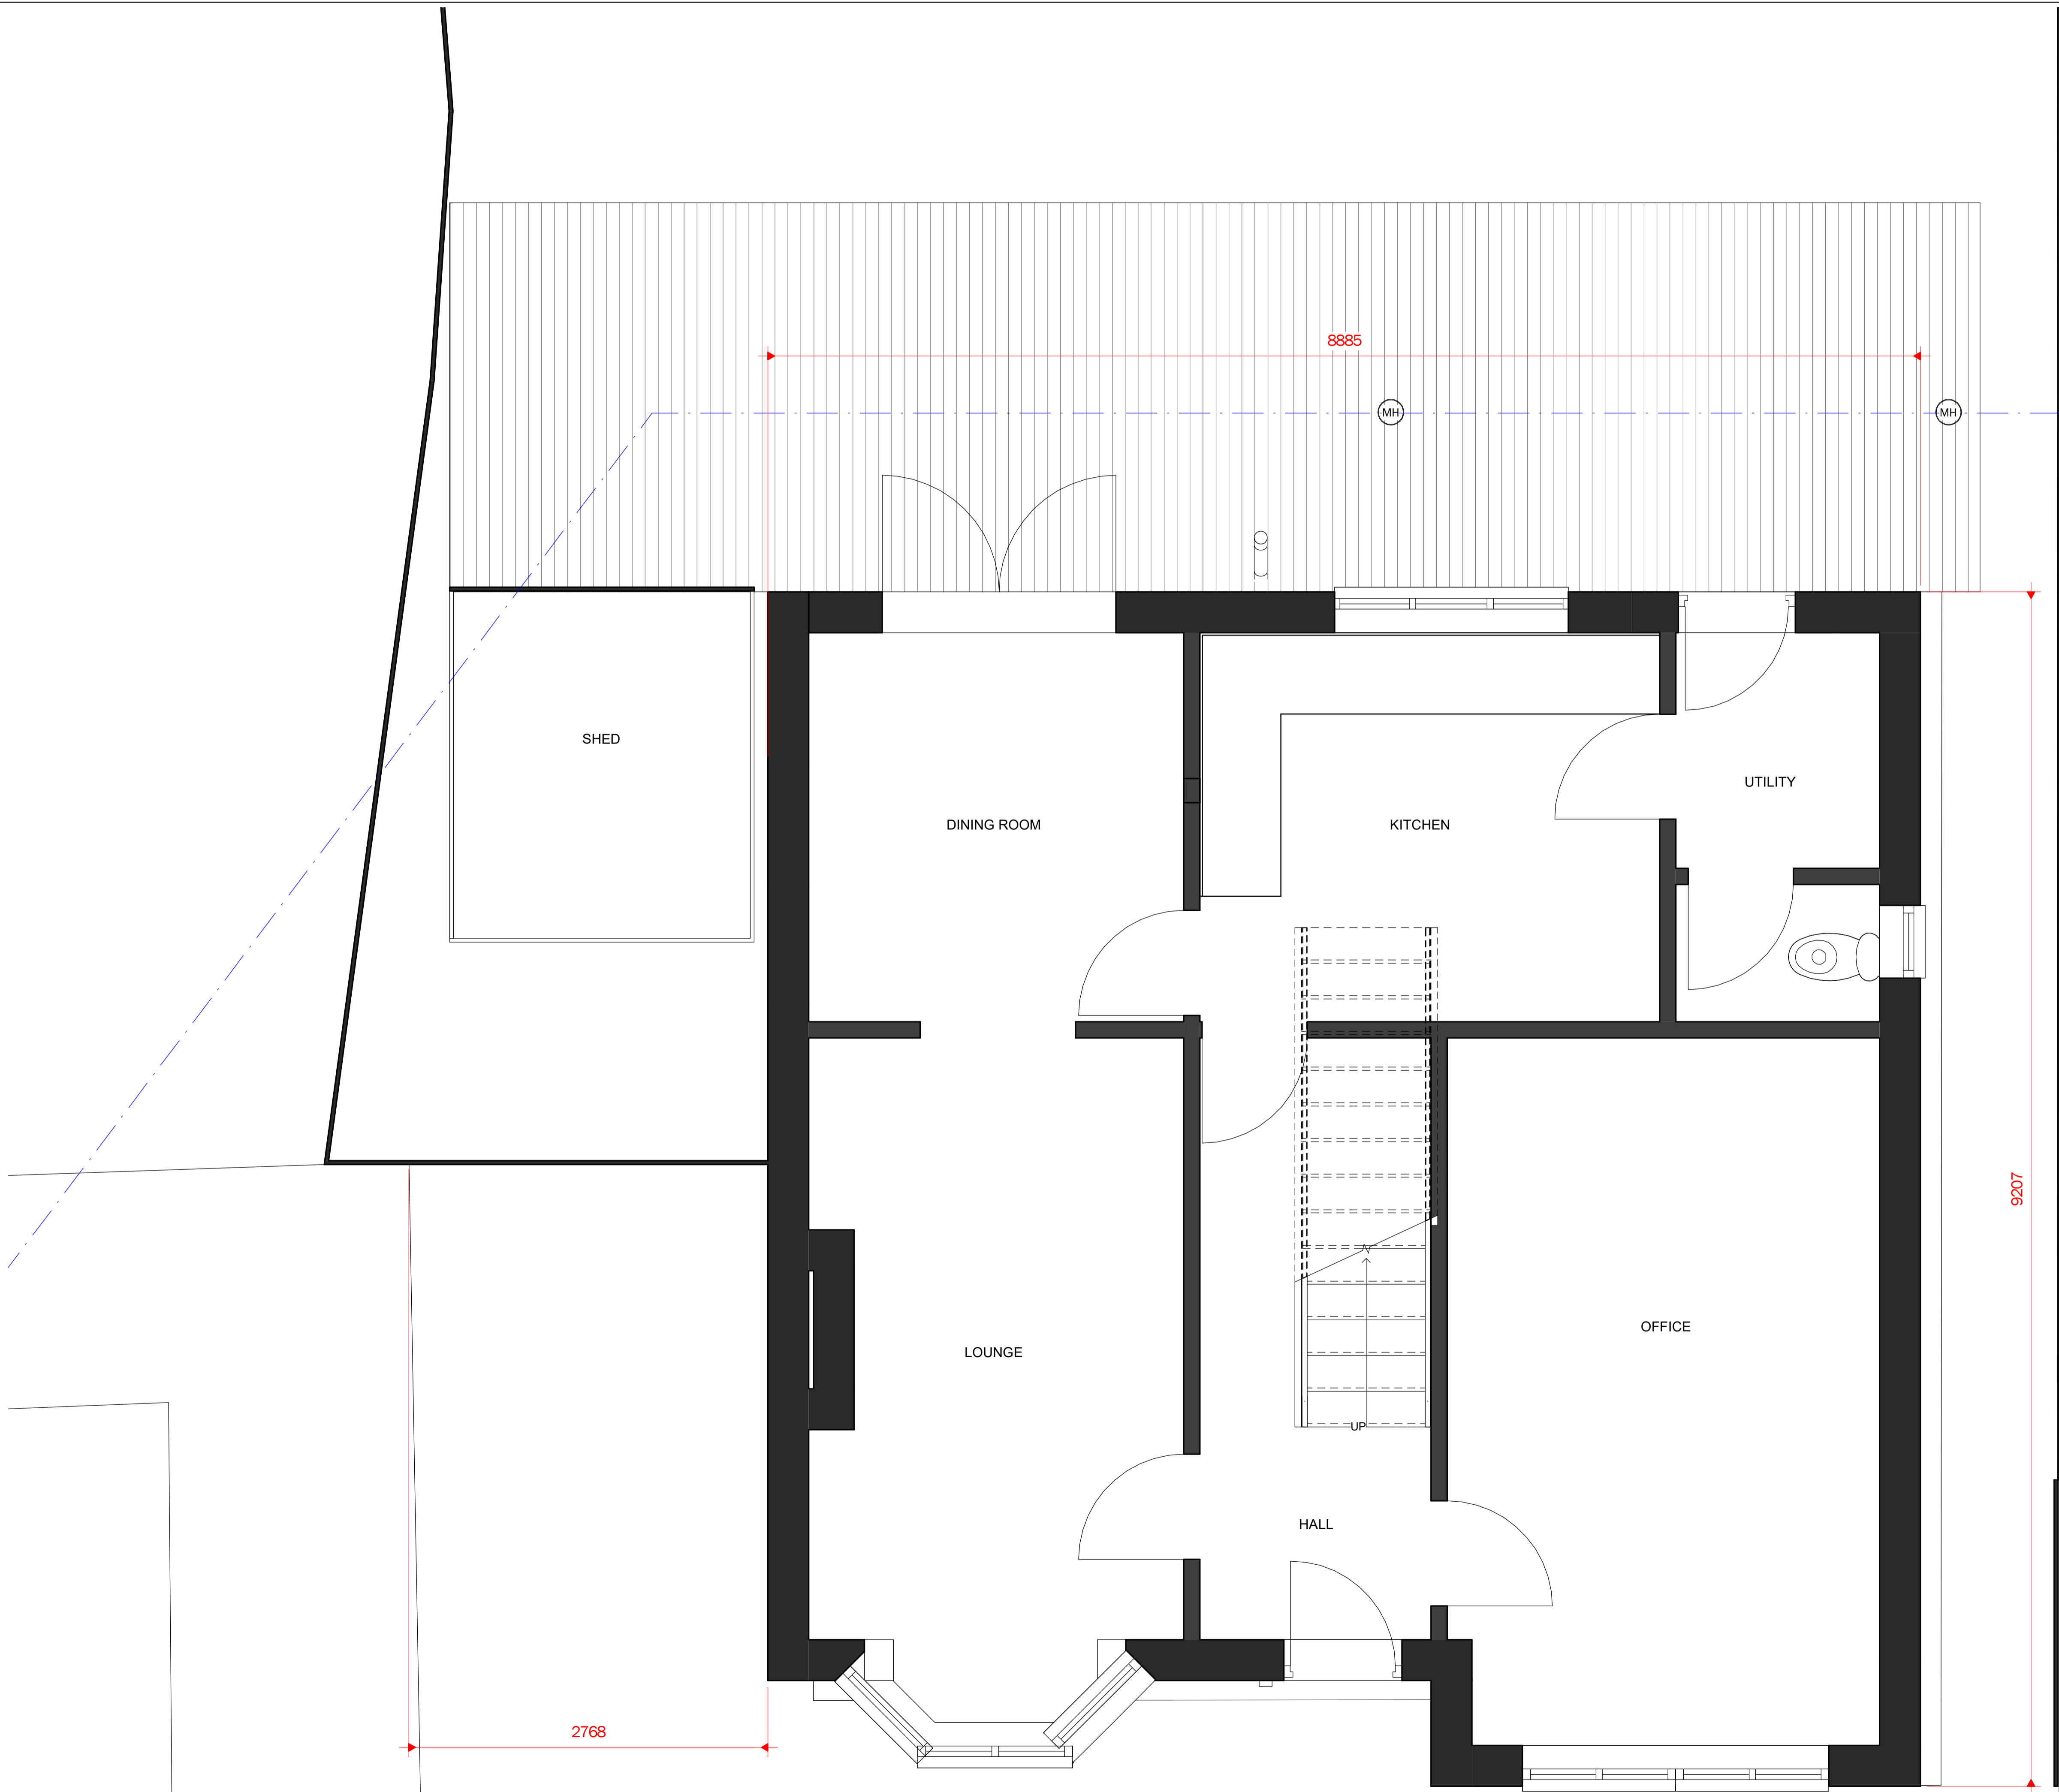 8885
MH
MH
SHED
UTILITY
DINING ROOM
KITCHEN
9207
OFFICE
LOUNGE
UP
HALL
2768